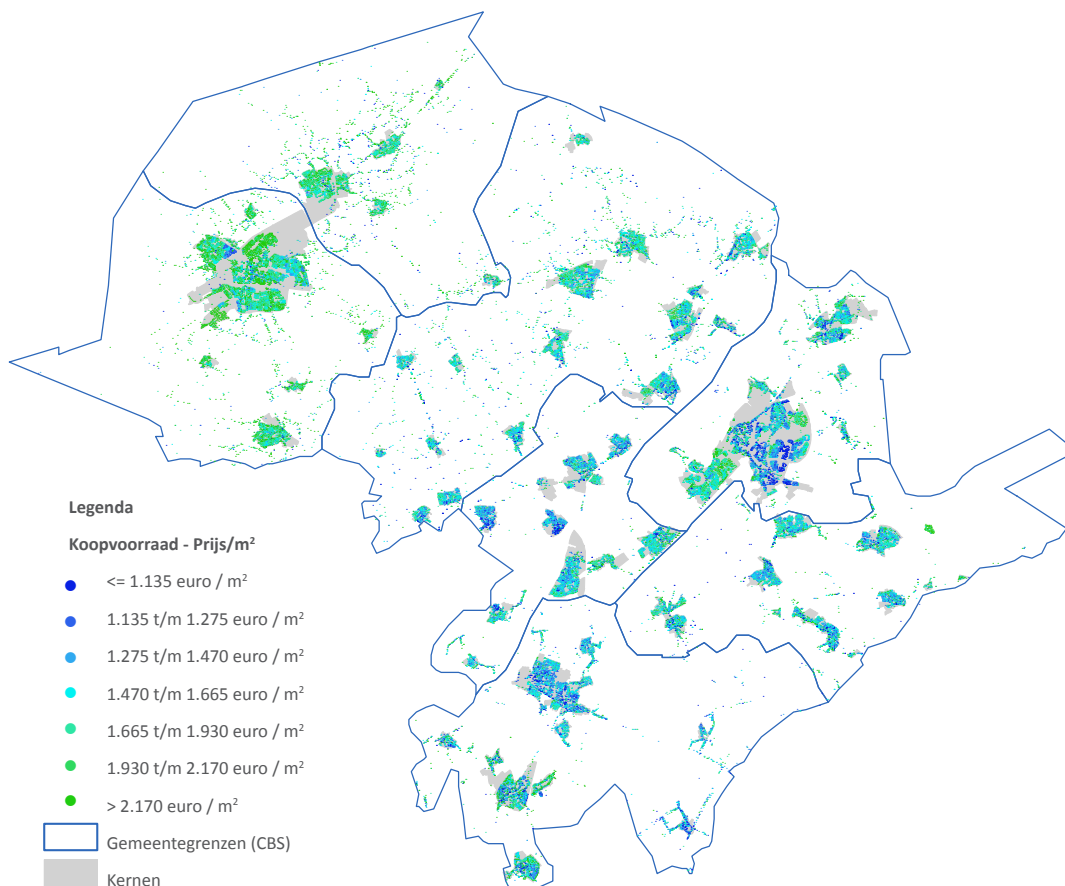 Legenda
Koopvoorraad - Prijs/m²
<= 1.135 euro / m²
1.135 t/m 1.275 euro / m²
1.275 t/m 1.470 euro / m²
1.470 t/m 1.665 euro / m²
1.665 t/m 1.930 euro / m²
1.930 t/m 2.170 euro / m²
> 2.170 euro / m²
Gemeentegrenzen (CBS)
Kernen